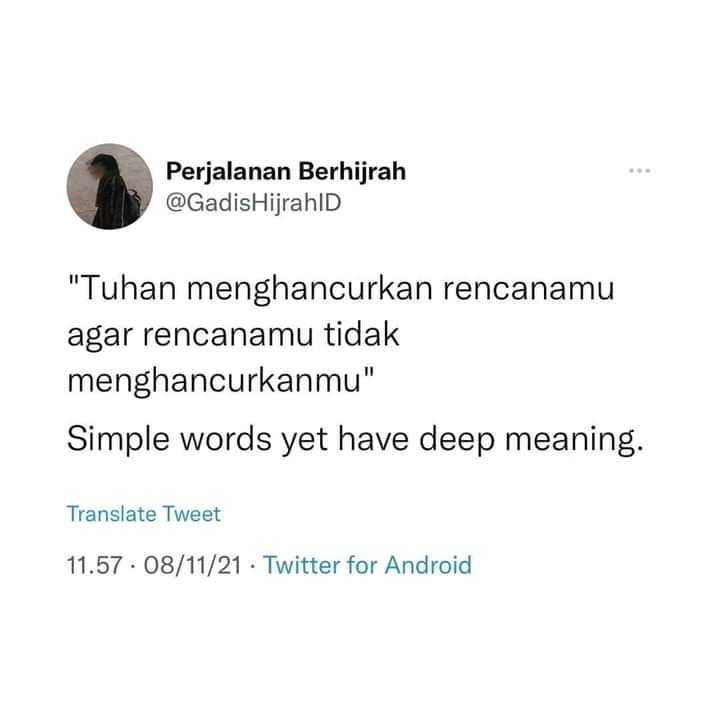 Perjalanan Berhijrah
@GadisHijrahID
"Tuhan menghancurkan rencanamu
agar rencanamu tidak
menghancurkanmu"
Simple words yet have deep meaning.
Translate Tweet
11.57 · 08/11/21 · Twitter for Android